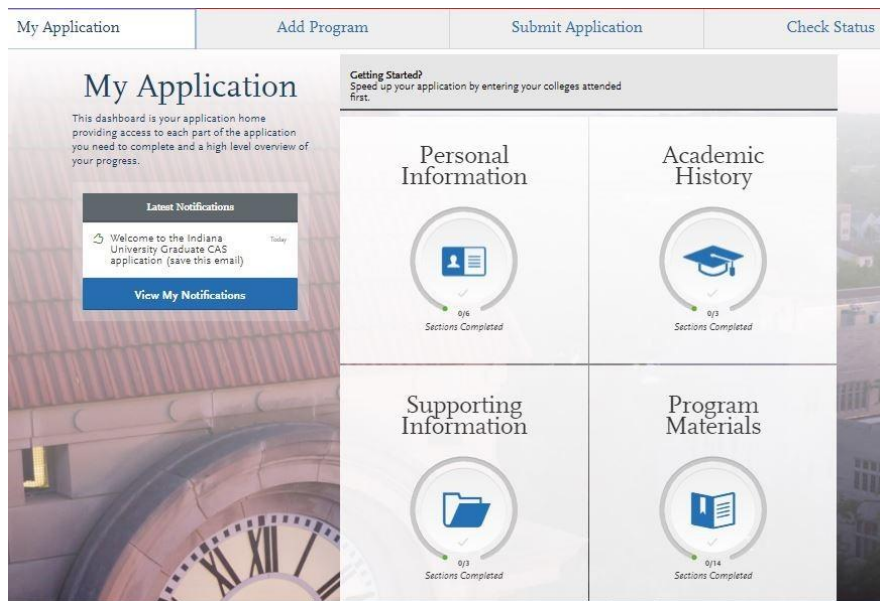 My Application
Add Program
Submit Application
Check Status
My Application
This dashboard is your application home
providing access to each part of the application
you need to complete and a high level overview of
your progress.
Latest Notifications
Welcome to the Indiana
University Graduate CAS
application (save this email)
Today
View My Notifications
Getting Started?
Speed up your application by entering your colleges attended
first.
Personal
Information
0/6
Sections Completed
Academic
History
0/3
Sections Completed
Supporting
Information
0/3
Sections Completed
Program
Materials
0/14
Sections Completed